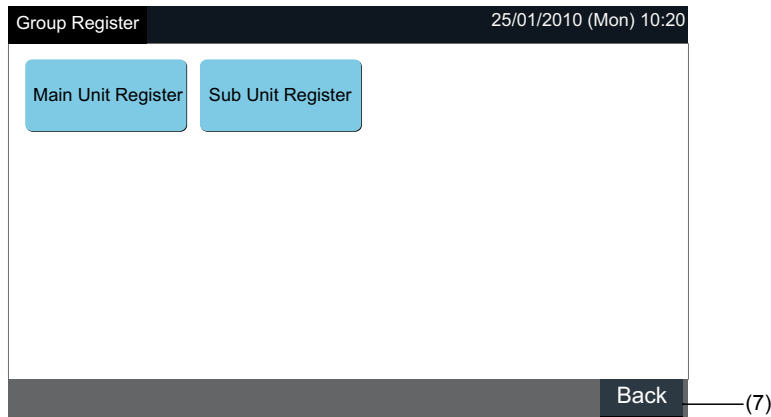 Group Register 25/01/2010 (Mon) 10:20
Main Unit Register Sub Unit Register
Back (7)